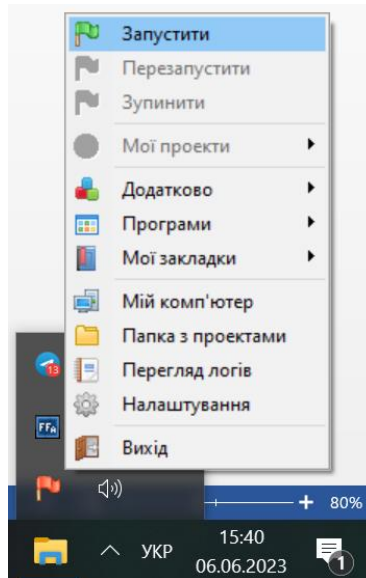 Запустити
Перезапустити
Зупинити
Мої проекти
Додатково
Програми
Мої закладки
Мій комп'ютер
Папка з проектами
Перегляд логів
Налаштування
Вихід
13
FFA
80%
УКР
15:40
06.06.2023
1